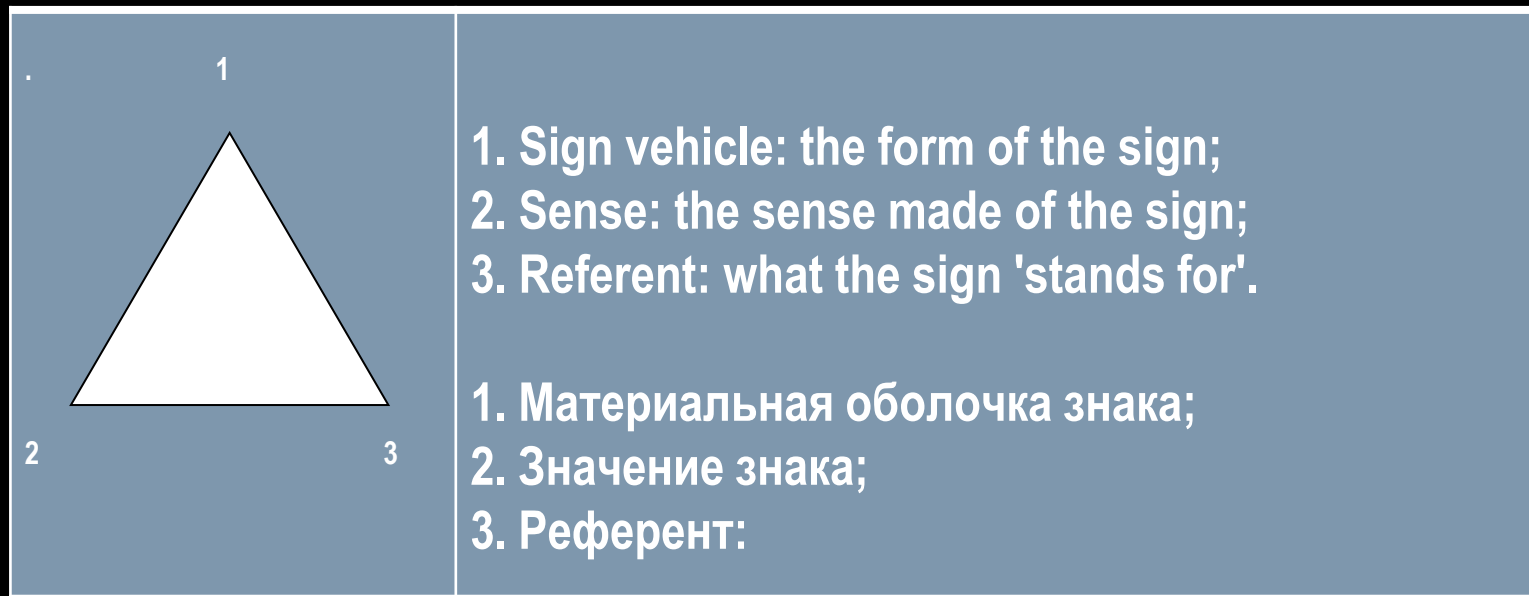 . 1
2 3
1. Sign vehicle: the form of the sign;
2. Sense: the sense made of the sign;
3. Referent: what the sign 'stands for'.
1. Материальная оболочка знака;
2. Значение знака;
3. Референт: